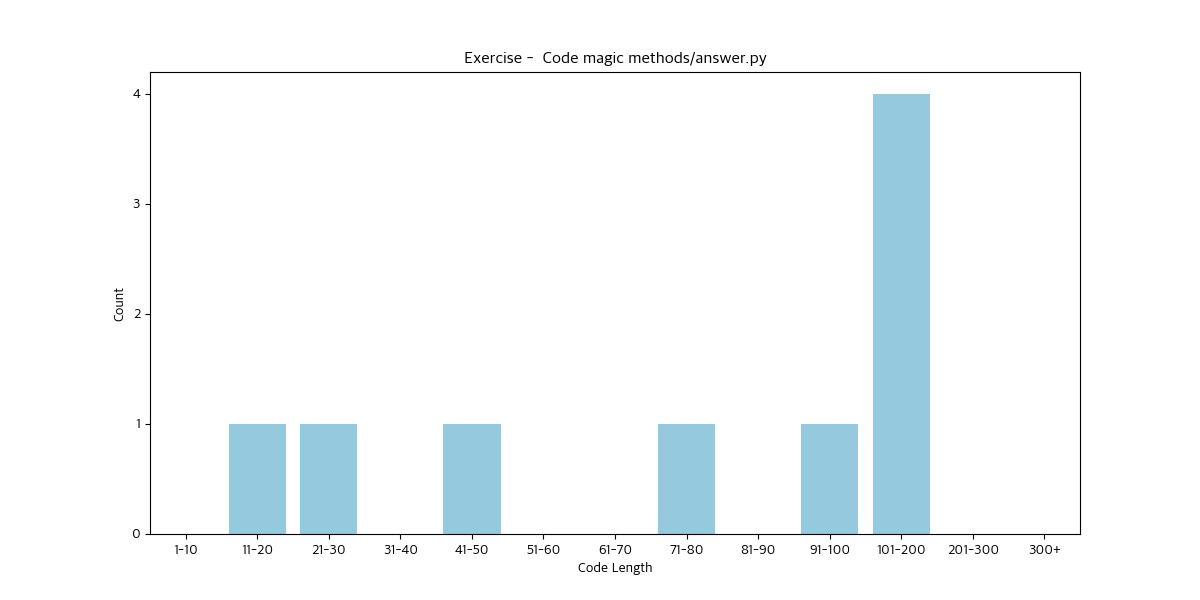 Exercise -  Code magic methods/answer.py
4
3
2
1
0
Count
1-10 11-20 21-30 31-40 41-50 51-60 61-70 71-80 81-90 91-100 101-200 201-300 300+
Code Length